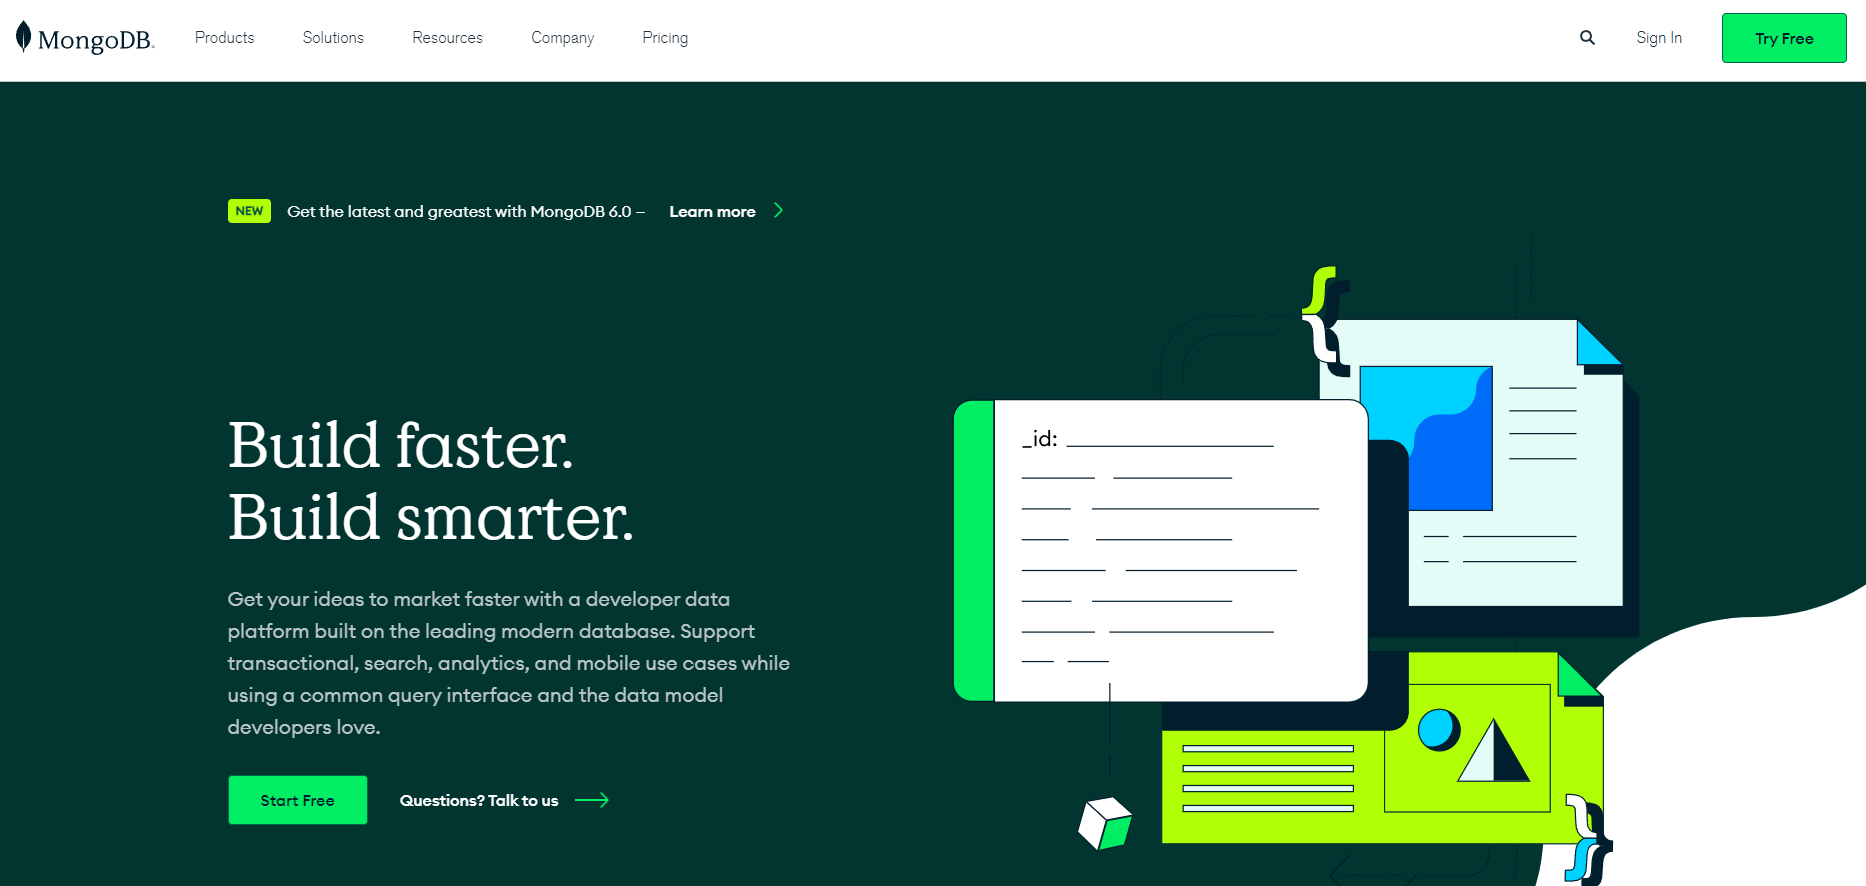 MongoDB.
Products Solutions Resources Company Pricing
Sign In
Try Free
NEW Get the latest and greatest with MongoDB 6.0 – Learn more
Build faster.
Build smarter.
Get your ideas to market faster with a developer data
platform built on the leading modern database. Support
transactional, search, analytics, and mobile use cases while
using a common query interface and the data model
developers love.
Start Free
Questions? Talk to us
{
_id:
}